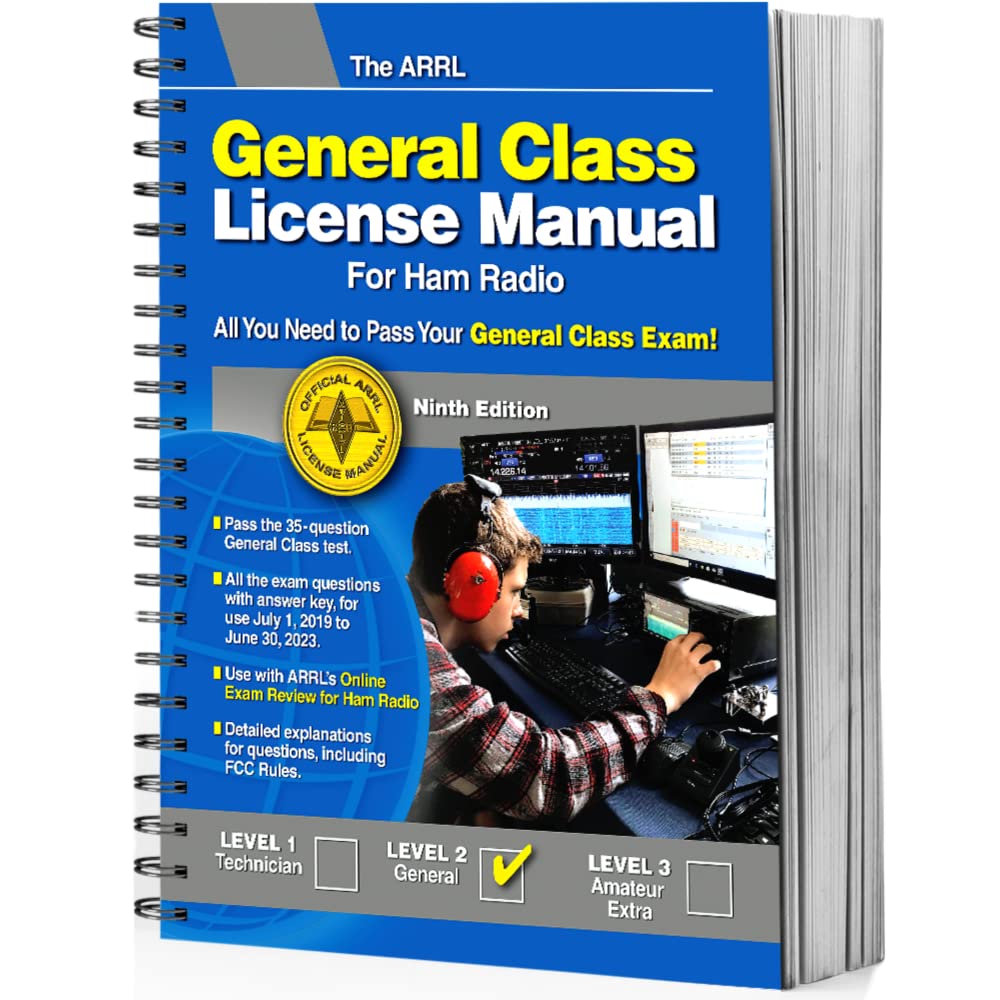 The ARRL
General Class
License Manual
For Ham Radio
All You Need to Pass Your General Class Exam!
OFFICIAL ARRL
LICENSE MANUAL
Ninth Edition
14.226.14
Pass the 35-question
General Class test.
All the exam questions
with answer key, for
use July 1, 2019 to
June 30, 2023.
Use with ARRL's Online
Exam Review for Ham Radio
Detailed explanations
for questions, including
FCC Rules.
LEVEL 1
Technician
LEVEL 2
General
LEVEL 3
Amateur
Extra